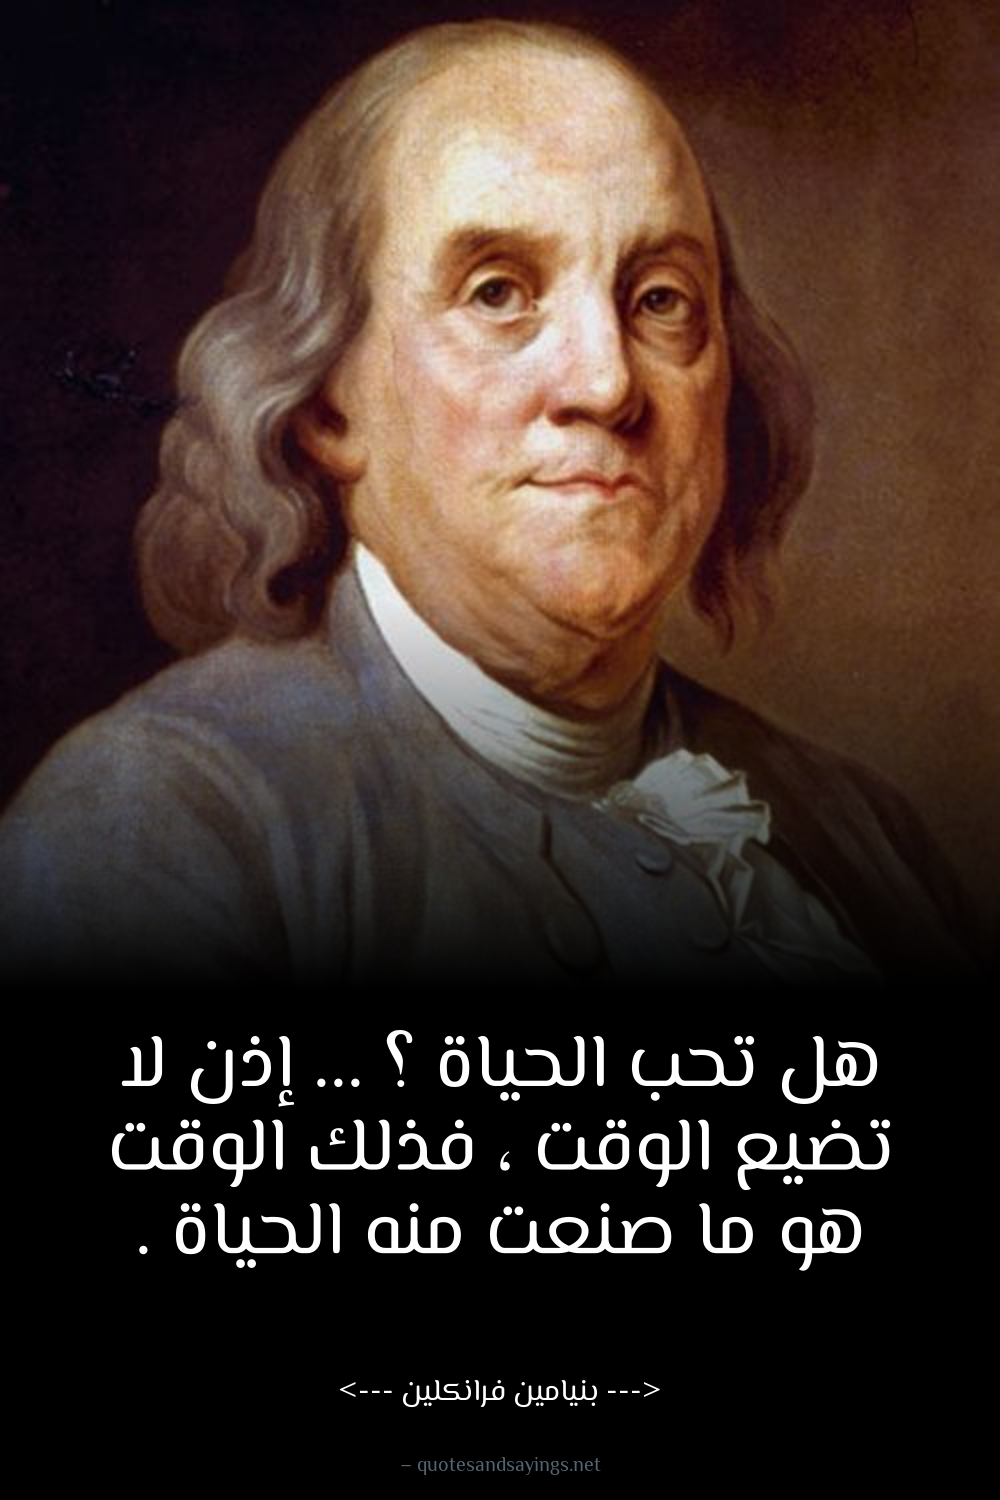 هل تحب الحياة ؟ ... إذن لا
تضيع الوقت ، فذلك الوقت
هو ما صنعت منه الحياة .
<--- بنيامين فرانكلين --->
– quotesandsayings.net